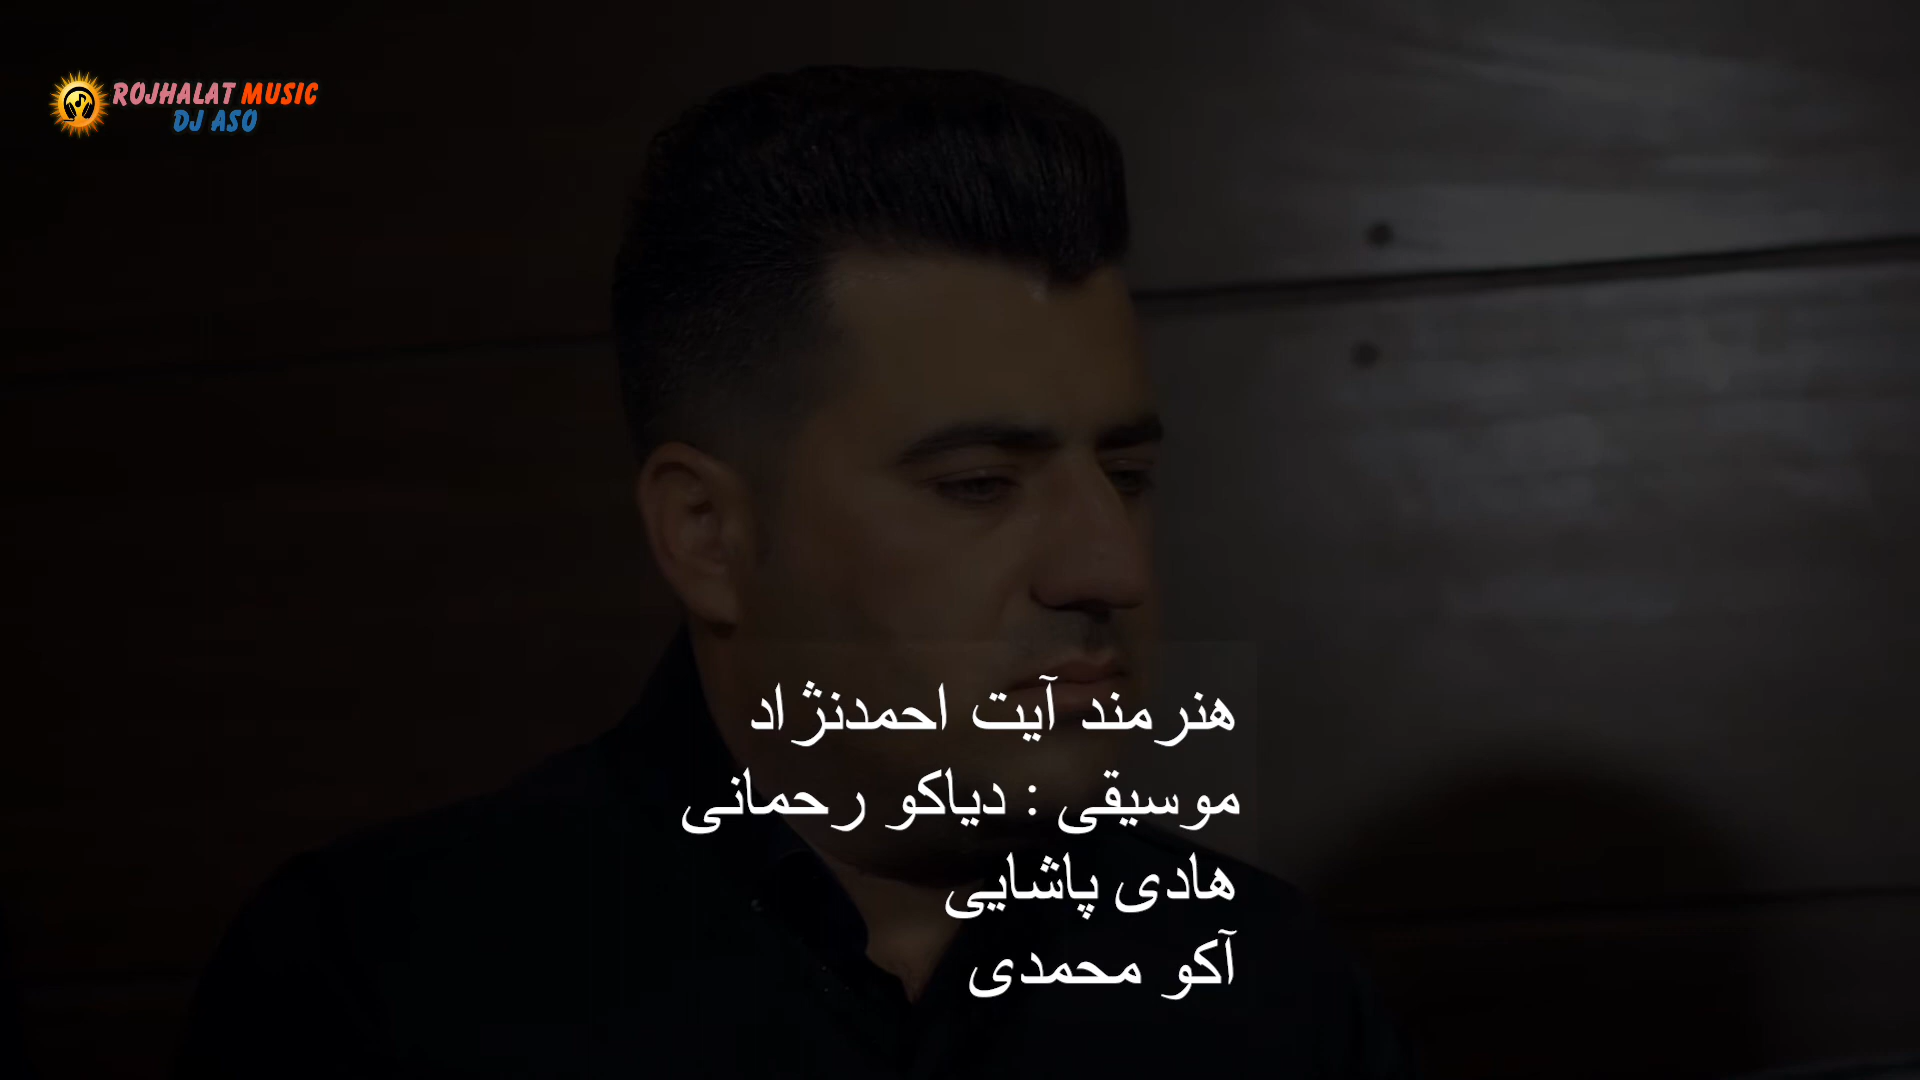 ROJHALAT MUSIC
DJ ASO
هنرمند آیت احمدنژاد
موسیقی : دیاکو رحمانی
هادی پاشایی
آکو محمدی